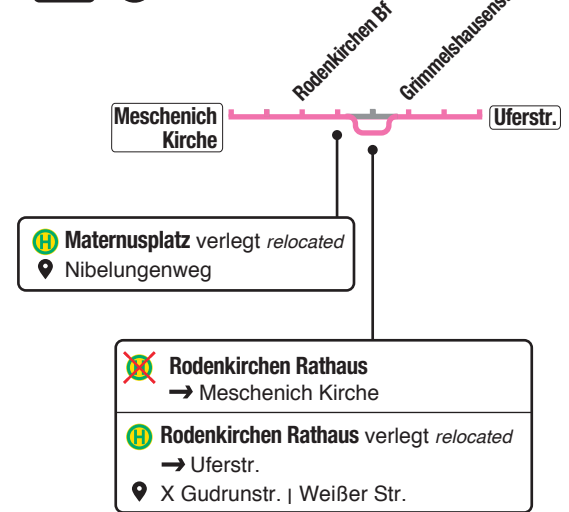 Rodenkirchen Bf
Meschenich
Kirche
Uferstr.
H Maternusplatz verlegt relocated
Nibelungenweg
H Rodenkirchen Rathaus
→ Meschenich Kirche
H Rodenkirchen Rathaus verlegt relocated
→ Uferstr.
X Gudrunstr. | Weißer Str.